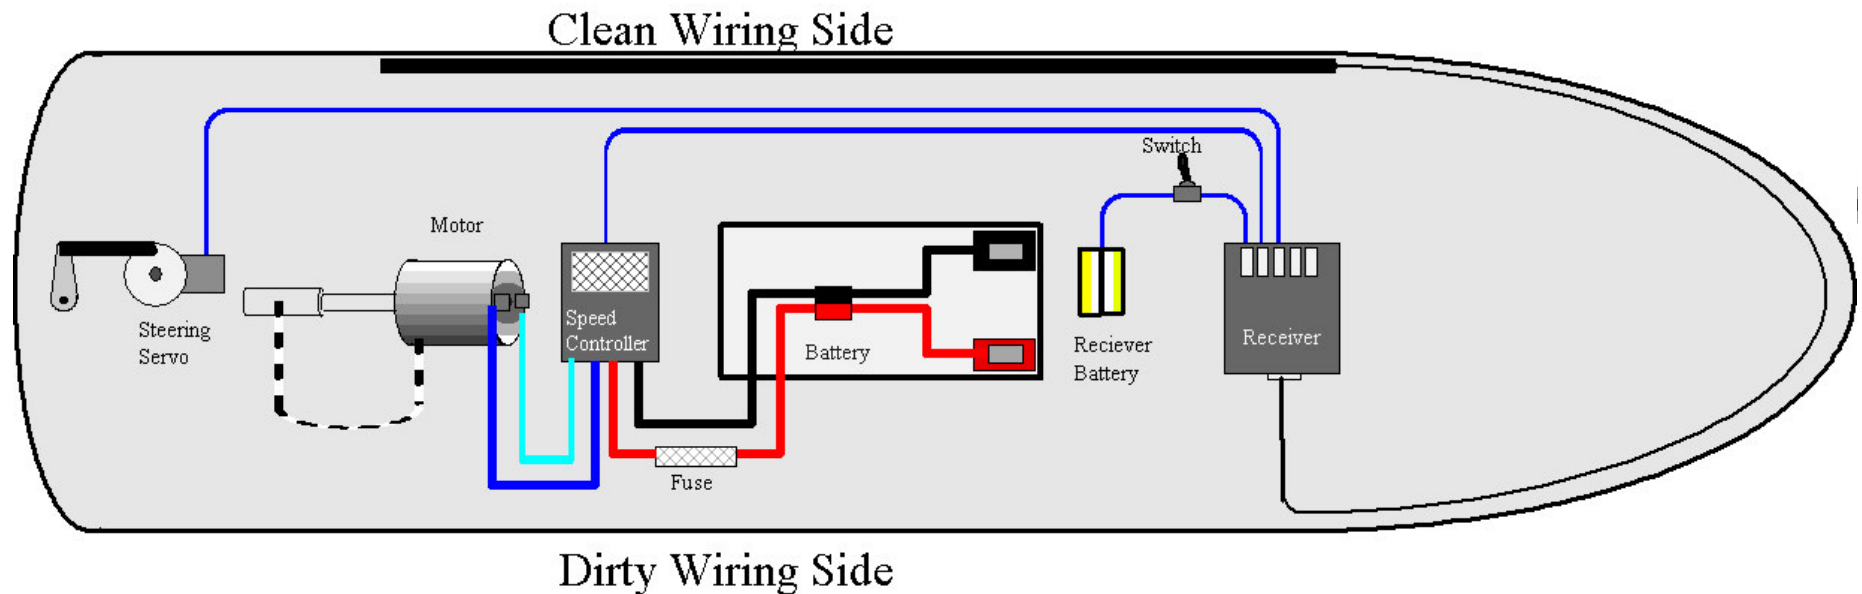 Clean Wiring Side
Switch
Motor
Steering
Servo
Speed
Controller
Battery
Reciever
Battery
Receiver
Fuse
Dirty Wiring Side